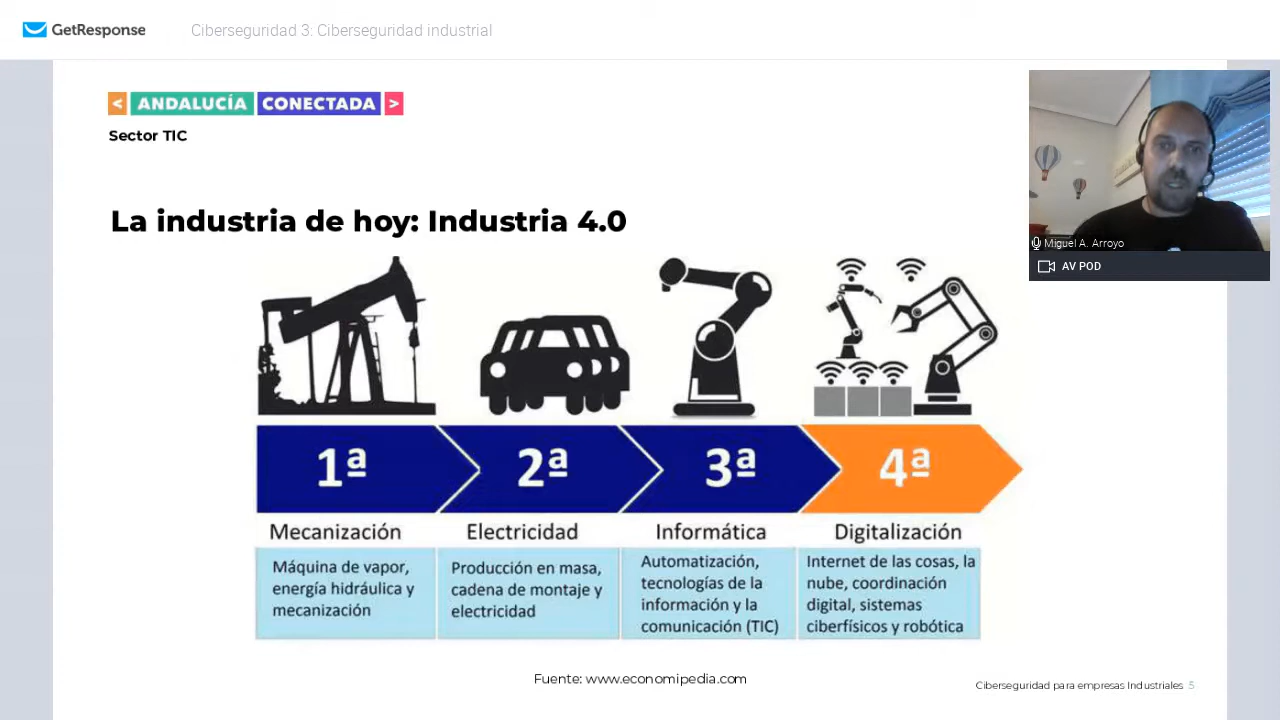 GetResponse
Ciberseguridad 3: Ciberseguridad industrial
< ANDALUCÍA CONECTADA >
Sector TIC
La industria de hoy: Industria 4.0
Miguel A. Arroyo
AV POD
1ª
2ª
3ª
4ª
Mecanización
Electricidad
Informática
Digitalización
Máquina de vapor,
energía hidráulica y
mecanización
Producción en masa,
cadena de montaje y
electricidad
Automatización,
tecnologías de la
información y la
comunicación (TIC)
Internet de las cosas, la
nube, coordinación
digital, sistemas
ciberfísicos y robótica
Fuente: www.economipedia.com
Ciberseguridad para empresas Industriales 5